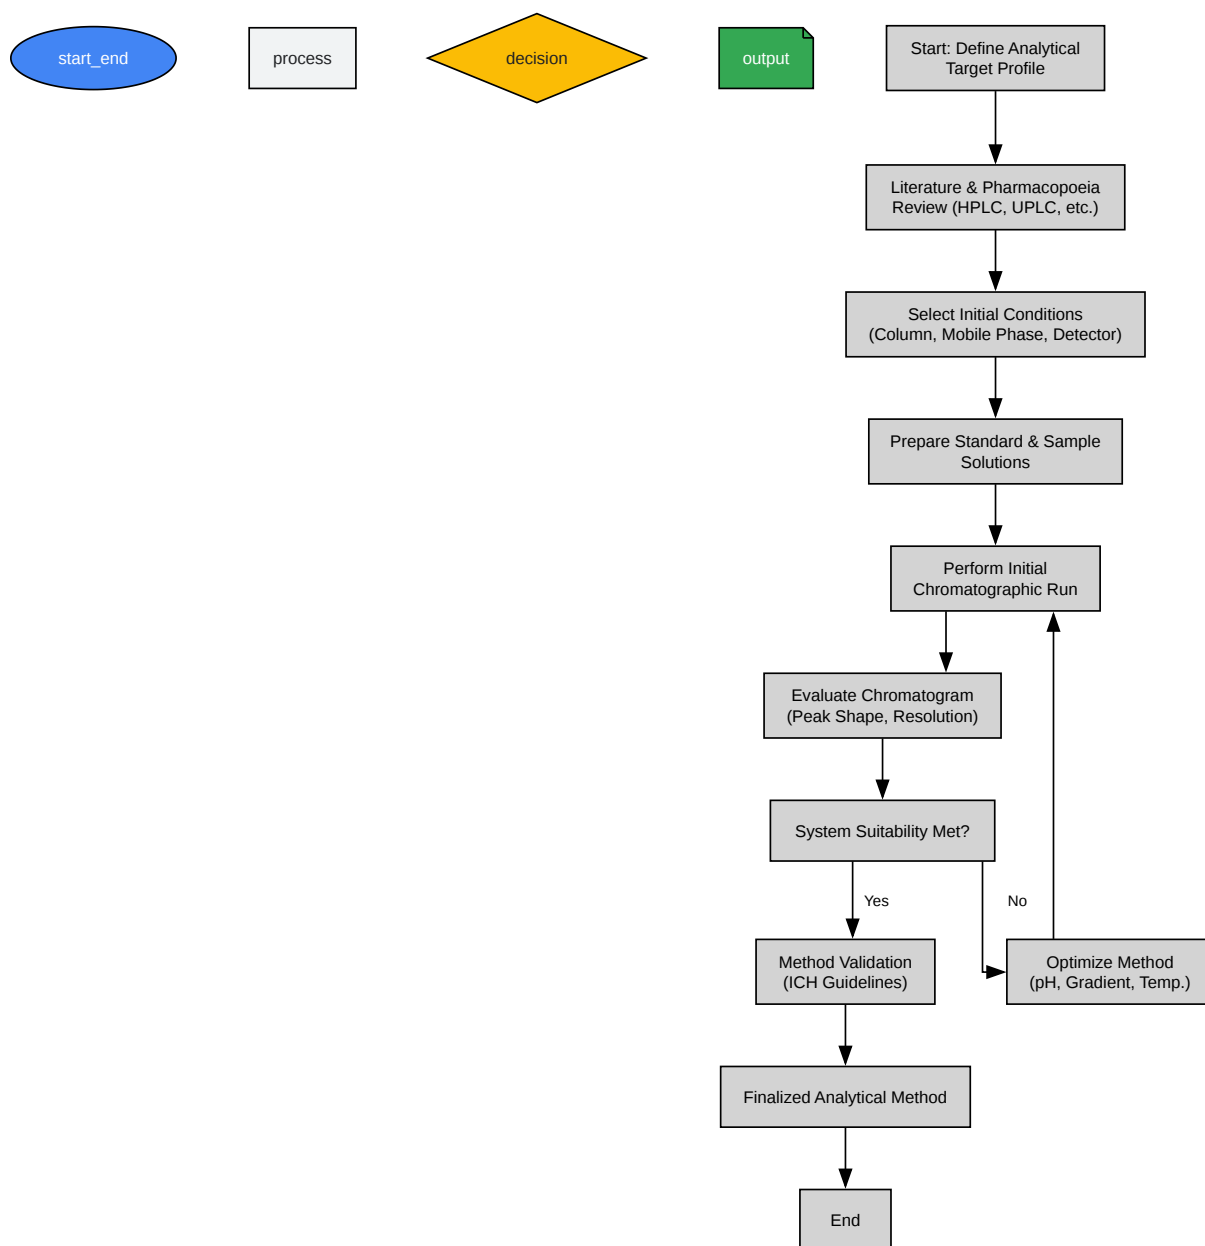 start_end
process
decision
output
Start: Define Analytical
Target Profile
Literature & Pharmacopoeia
Review (HPLC, UPLC, etc.)
Select Initial Conditions
(Column, Mobile Phase, Detector)
Prepare Standard & Sample
Solutions
Perform Initial
Chromatographic Run
Evaluate Chromatogram
(Peak Shape, Resolution)
System Suitability Met?
Yes
No
Method Validation
(ICH Guidelines)
Optimize Method
(pH, Gradient, Temp.)
Finalized Analytical Method
End